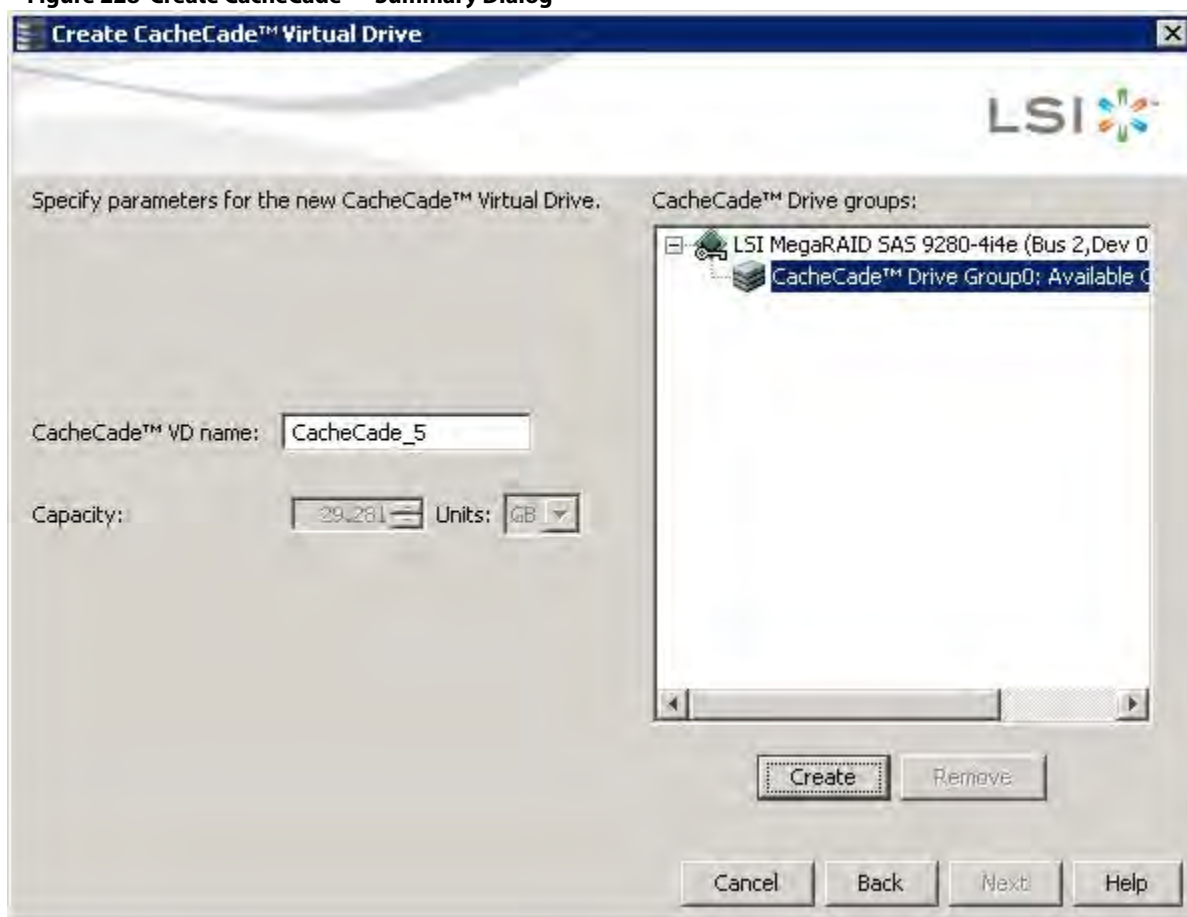 Figure 228 Create CacheCade™ - Summary Dialog
Create CacheCade™ Virtual Drive
LSI
Specify parameters for the new CacheCade™ Virtual Drive.
CacheCade™ Drive groups:
LSI MegaRAID SAS 9280-4i4e (Bus 2,Dev 0
CacheCade™ Drive Group0: Available
CacheCade™ VD name: CacheCade_5
Capacity: 29.281 Units: GB
Create Remove
Cancel Back Next Help